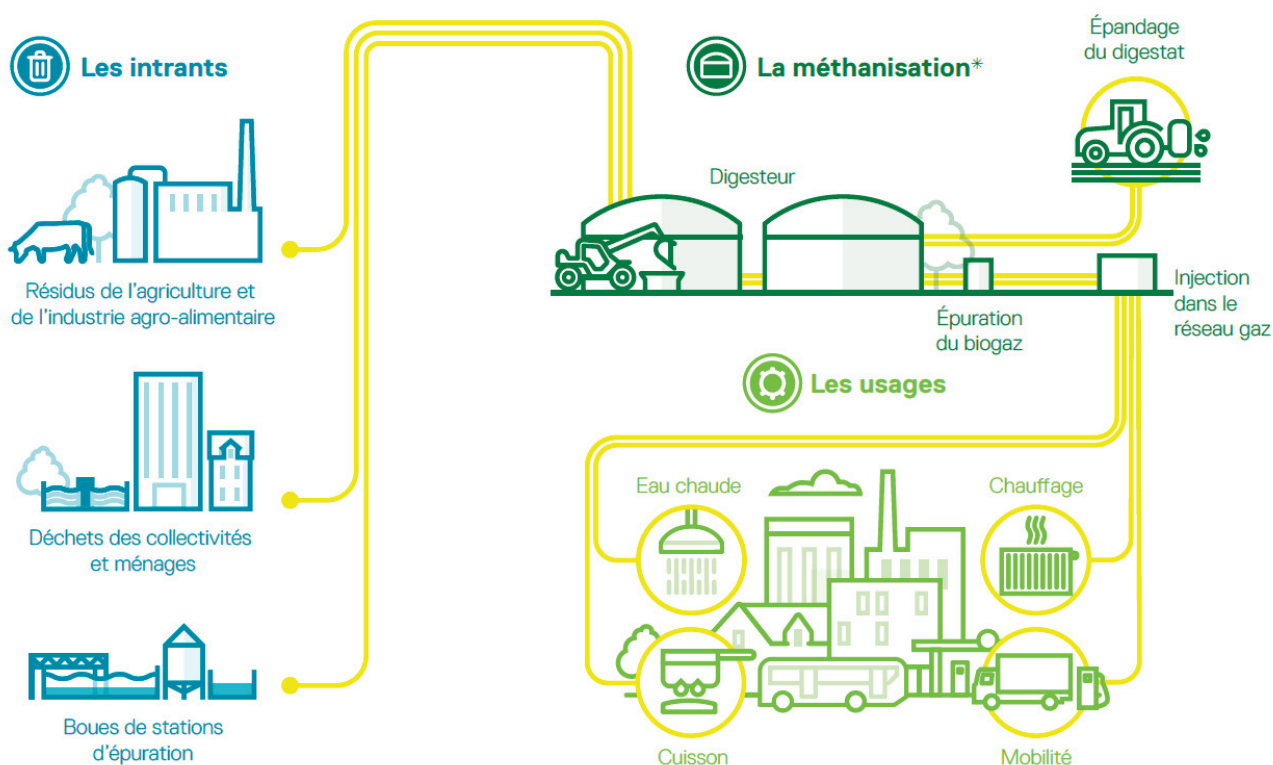 Les intrants
Résidus de l'agriculture et
de l'industrie agro-alimentaire
Déchets des collectivités
et ménages
Boues de stations
d'épuration
La méthanisation*
Digesteur
Épandage
du digestat
Épuration
du biogaz
Injection
dans le
réseau gaz
Les usages
Eau chaude
Chauffage
Cuisson
Mobilité